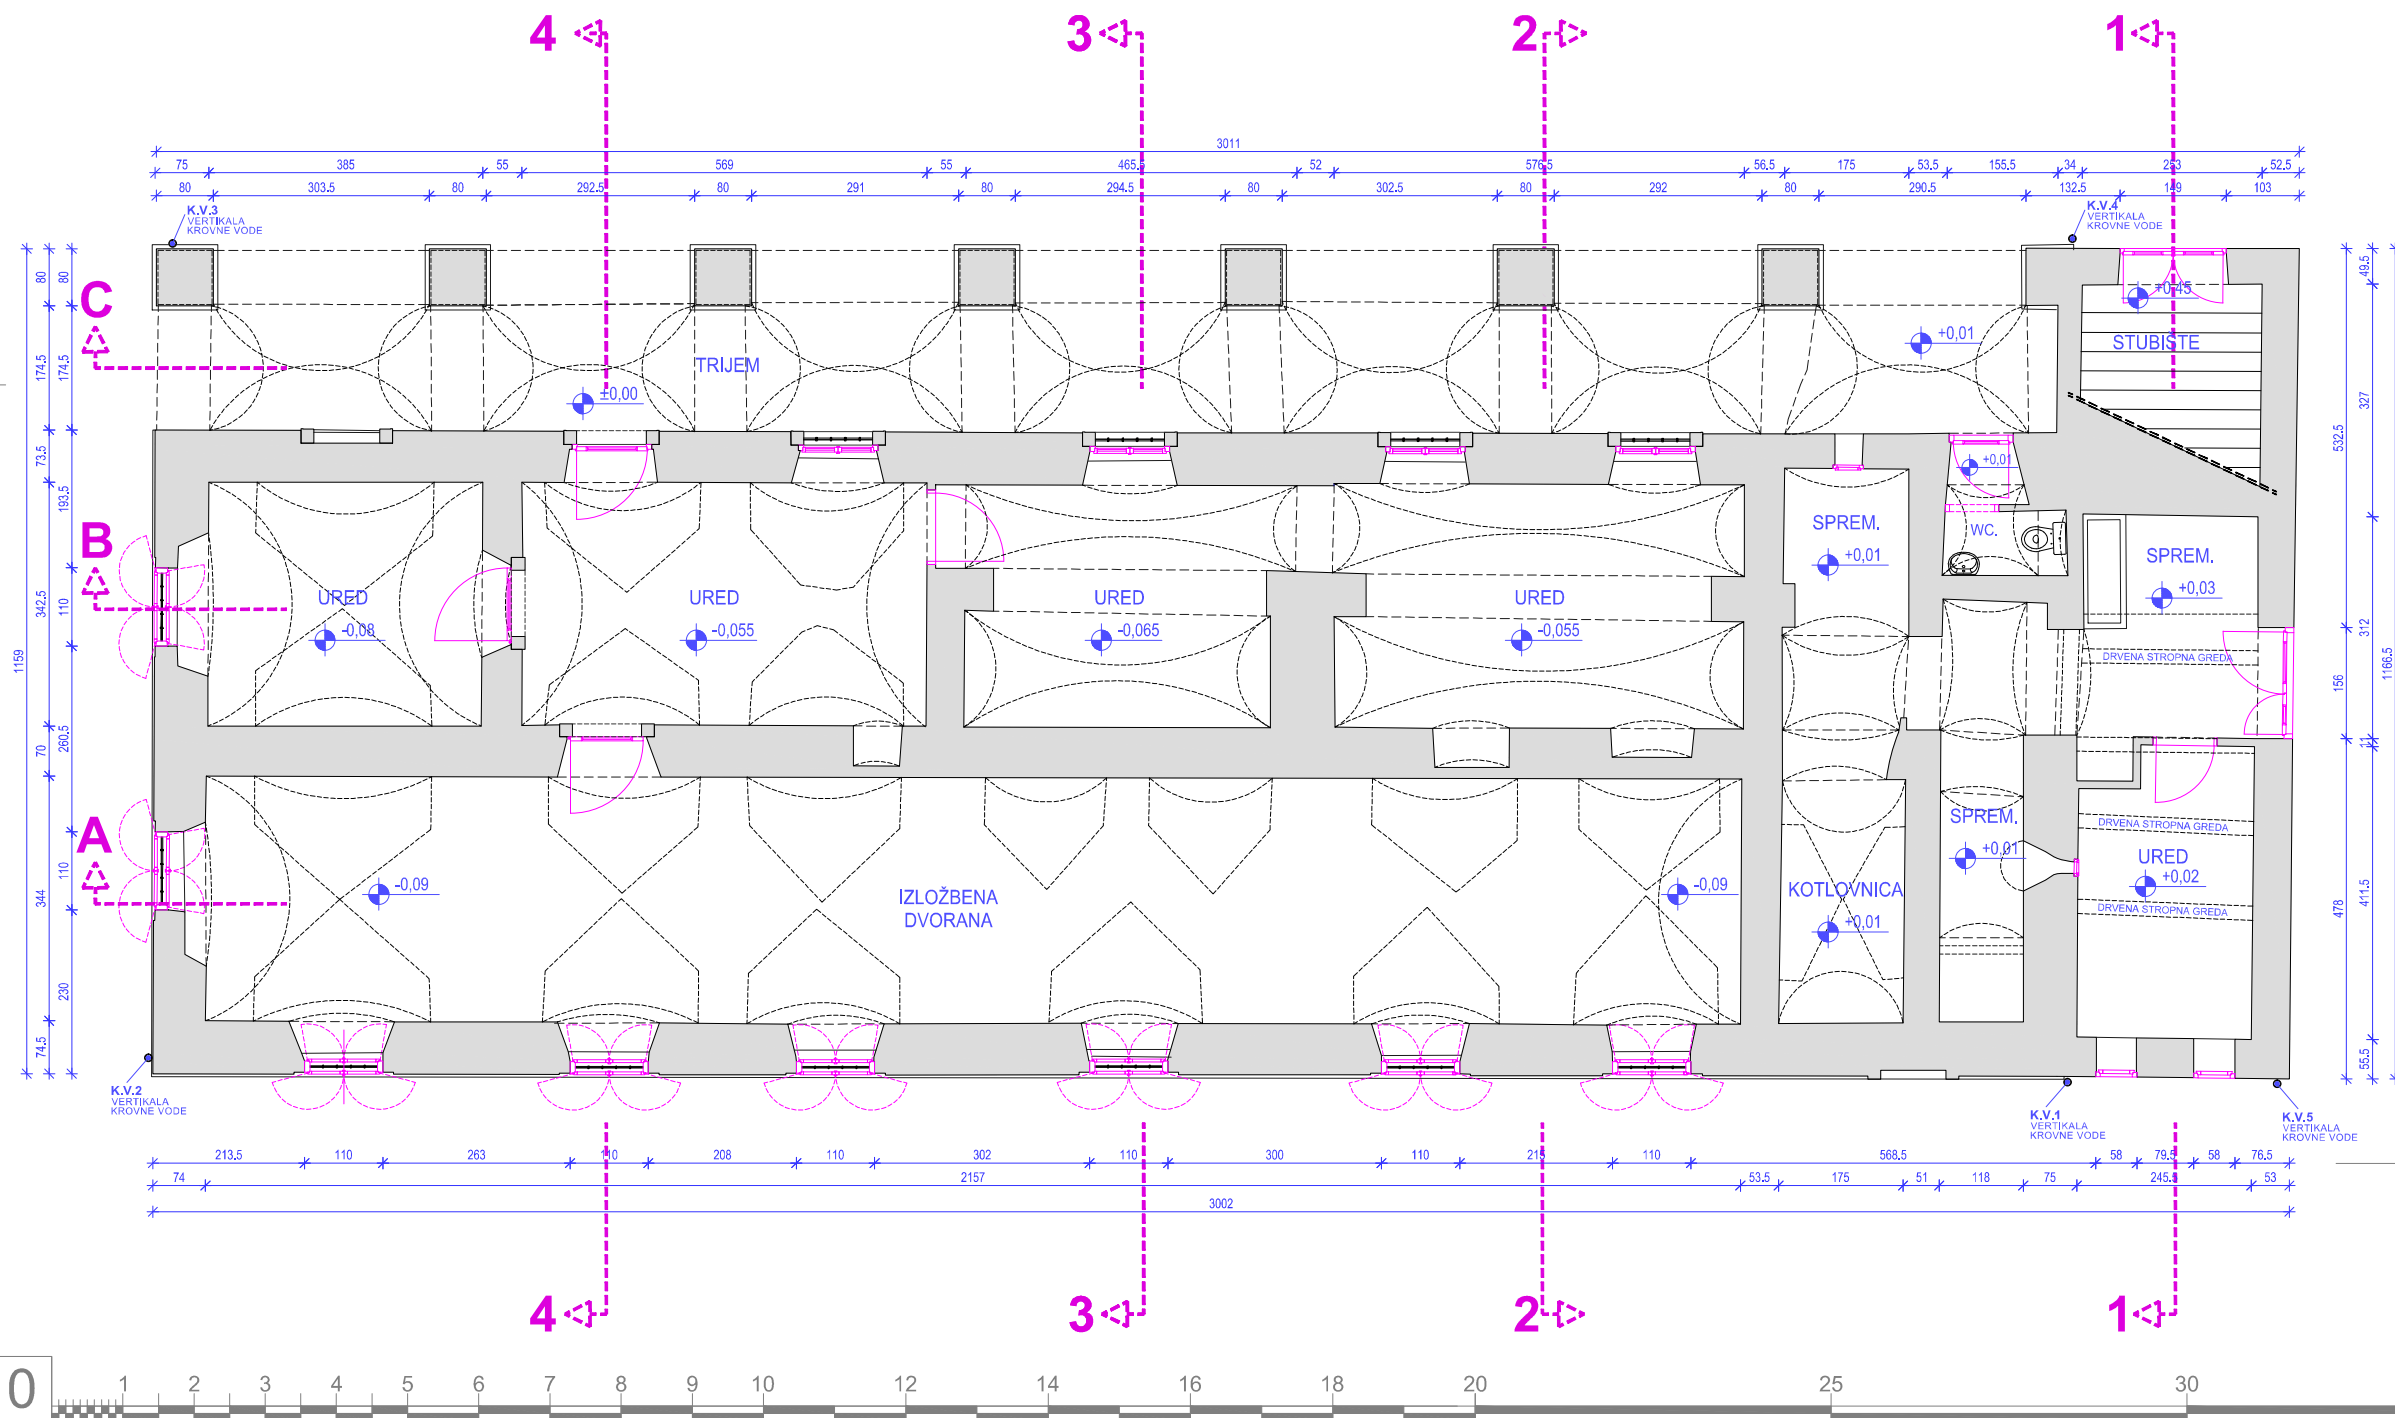 4
3
2
1
3011
75 385 55 569 55 465.5 52 576.5 56.5 175 53.5 155.5 34 253 52.5
80 303.5 80 292.5 80 291 80 294.5 80 302.5 80 292 80 290.5 132.5 149 103
K.V.3
VERTIKALA
KROVNE VODE
K.V.4
VERTIKALA
KROVNE VODE
C
B
A
1159
80 174.5 73.5 342.5 70 344 74.5
80 174.5 193.5 110 260.5 110 230
TRIJEM
±0,00
+0,01
+0,45
STUBIŠTE
+0,01
WC.
SPREM.
+0,01
SPREM.
+0,03
URED
-0,08
URED
-0,055
URED
-0,065
URED
-0,055
DRVENA STROPNA GREDA
SPREM.
+0,01
DRVENA STROPNA GREDA
URED
+0,02
DRVENA STROPNA GREDA
KOTLOVNICA
+0,01
IZLOŽBENA
DVORANA
-0,09
-0,09
532.5 156 478
49.5 327 312 11 411.5 55.5
1166.5
K.V.2
VERTIKALA
KROVNE VODE
K.V.1
VERTIKALA
KROVNE VODE
K.V.5
VERTIKALA
KROVNE VODE
213.5 110 263 110 208 110 302 110 300 110 215 110 568.5 58 79.5 58 76.5
74 2157 53.5 175 51 118 75 245.5 53
3002
4
3
2
1
0 1 2 3 4 5 6 7 8 9 10 12 14 16 18 20 25 30